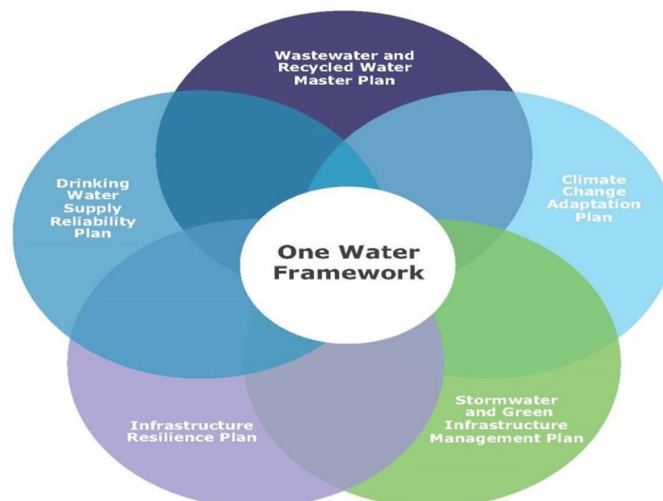 Wastewater and
Recycled Water
Master Plan
Drinking
Water
Supply
Reliability
Plan
Climate
Change
Adaptation
Plan
One Water
Framework
Infrastructure
Resilience Plan
Stormwater
and Green
Infrastructure
Management Plan